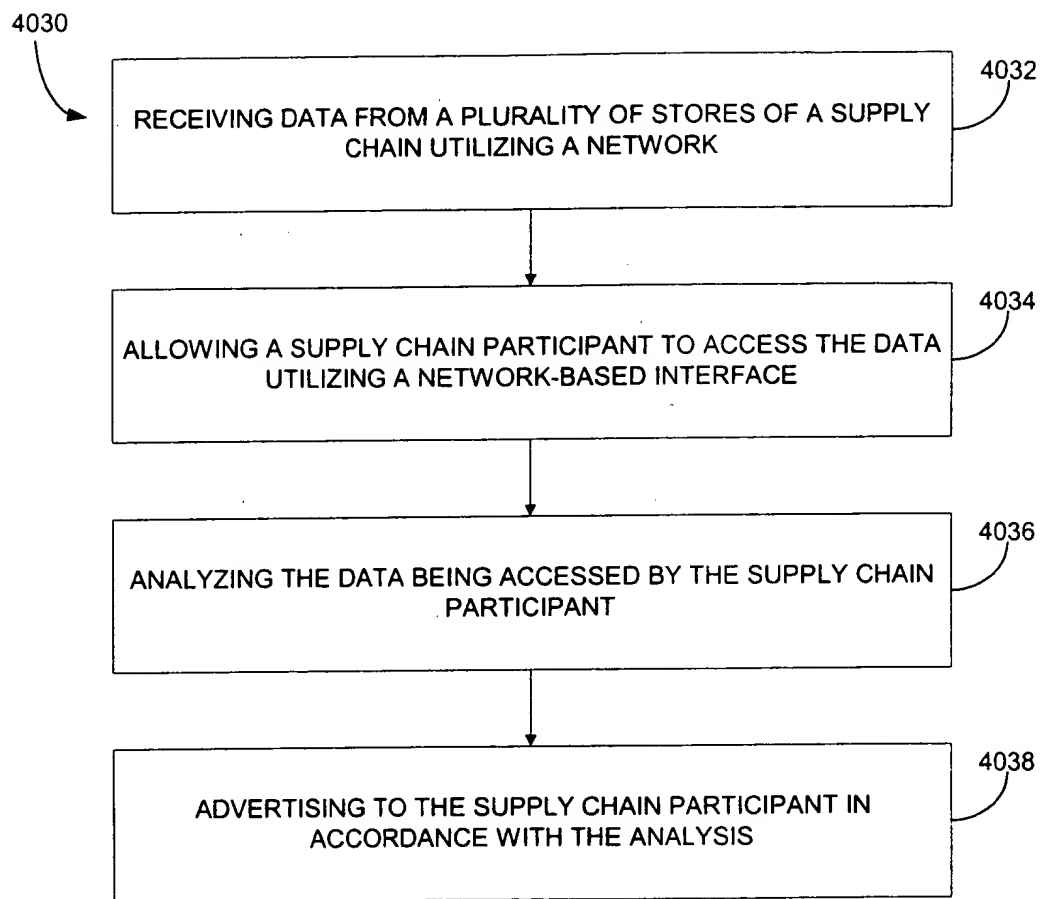 4030
4032
RECEIVING DATA FROM A PLURALITY OF STORES OF A SUPPLY
CHAIN UTILIZING A NETWORK
4034
ALLOWING A SUPPLY CHAIN PARTICIPANT TO ACCESS THE DATA
UTILIZING A NETWORK-BASED INTERFACE
4036
ANALYZING THE DATA BEING ACCESSED BY THE SUPPLY CHAIN
PARTICIPANT
4038
ADVERTISING TO THE SUPPLY CHAIN PARTICIPANT IN
ACCORDANCE WITH THE ANALYSIS